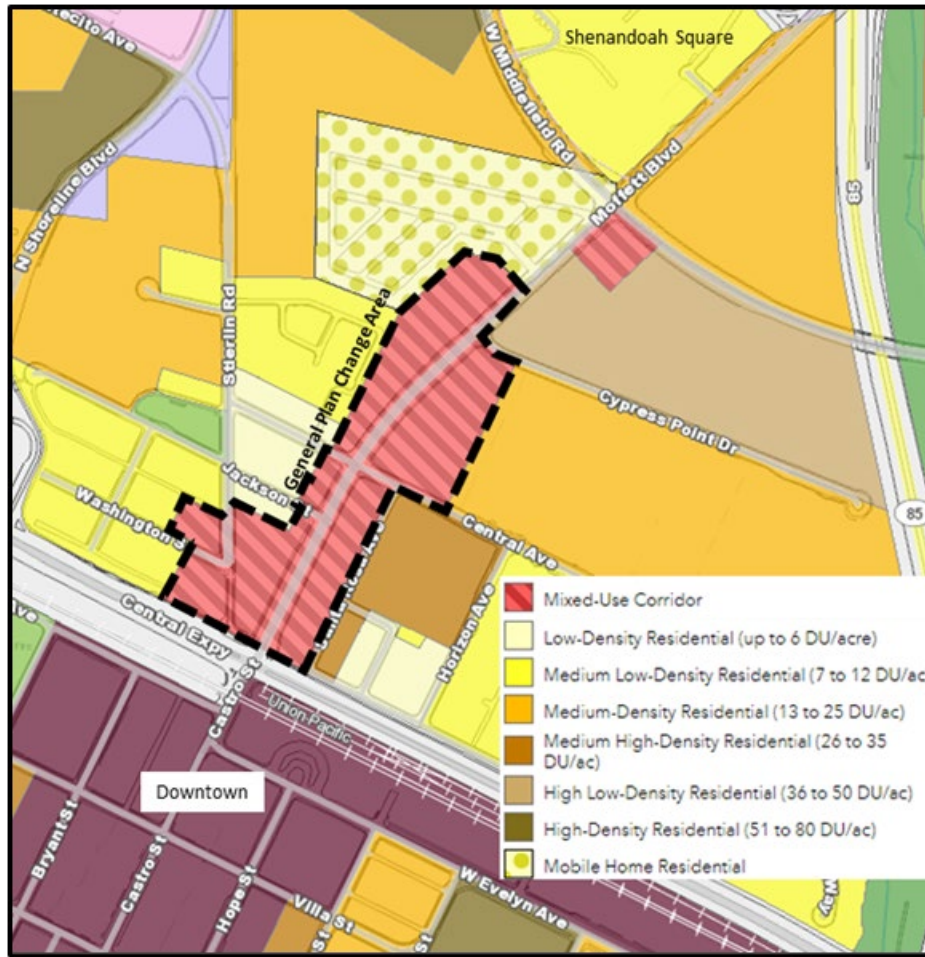 ecito Ave
Shenandoah Square
W Middlefield Rd
Moffett Blvd
N Shoreline Blvd
85
Stierlin Rd
General Plan Change Area
Cypress Point Dr
Jackson
Washington S
Central Ave
85
Horizon Ave
Central Expy
Ave
Castro St
Union Pacific
Downtown
Bryant St
Castro St
Hope St
Villa St
St
St
W Evelyn Ave
Way
Mixed-Use Corridor
Low-Density Residential (up to 6 DU/acre)
Medium Low-Density Residential (7 to 12 DU/ac
Medium-Density Residential (13 to 25 DU/ac)
Medium High-Density Residential (26 to 35
DU/ac)
High Low-Density Residential (36 to 50 DU/ac)
High-Density Residential (51 to 80 DU/ac)
Mobile Home Residential